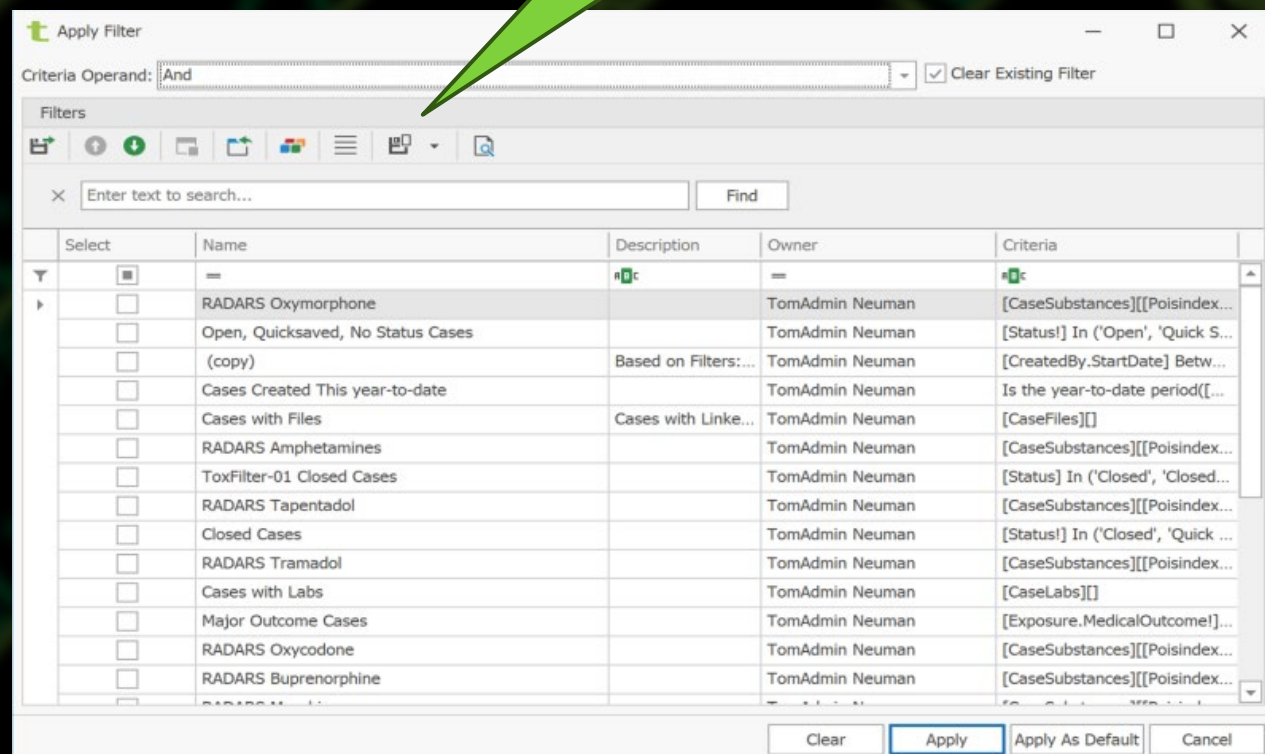 Apply Filter
Criteria Operand: And Clear Existing Filter
Filters
Enter text to search... Find
Select Name Description Owner Criteria
= ABC = ABC
RADARS Oxymorphone TomAdmin Neuman [CaseSubstances][[Poisindex...
Open, Quicksaved, No Status Cases TomAdmin Neuman [Status!] In ('Open', 'Quick S...
(copy) Based on Filters:... TomAdmin Neuman [CreatedBy.StartDate] Betw...
Cases Created This year-to-date TomAdmin Neuman Is the year-to-date period([...
Cases with Files Cases with Linke... TomAdmin Neuman [CaseFiles][]
RADARS Amphetamines TomAdmin Neuman [CaseSubstances][[Poisindex...
ToxFilter-01 Closed Cases TomAdmin Neuman [Status] In ('Closed', 'Closed...
RADARS Tapentadol TomAdmin Neuman [CaseSubstances][[Poisindex...
Closed Cases TomAdmin Neuman [Status!] In ('Closed', 'Quick ...
RADARS Tramadol TomAdmin Neuman [CaseSubstances][[Poisindex...
Cases with Labs TomAdmin Neuman [CaseLabs][]
Major Outcome Cases TomAdmin Neuman [Exposure.MedicalOutcome!]...
RADARS Oxycodone TomAdmin Neuman [CaseSubstances][[Poisindex...
RADARS Buprenorphine TomAdmin Neuman [CaseSubstances][[Poisindex...
Clear Apply Apply As Default Cancel